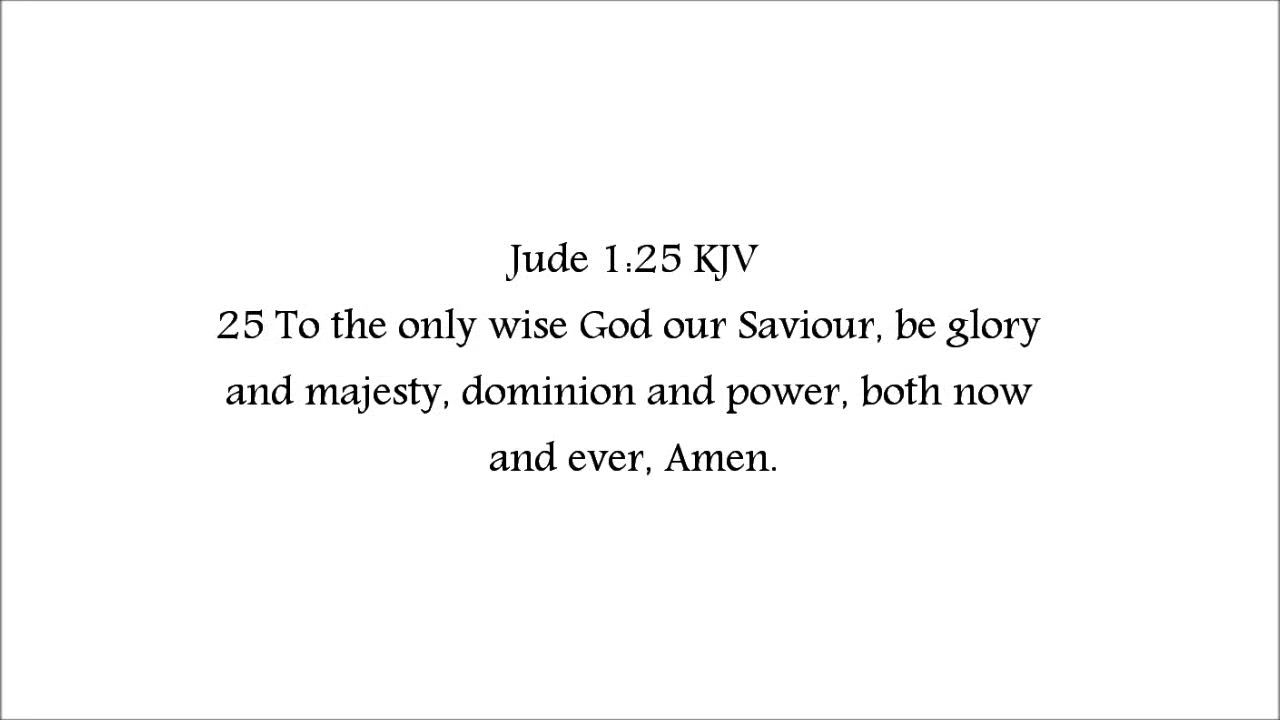 Jude 1:25 KJV
25 To the only wise God our Saviour, be glory
and majesty, dominion and power, both now
and ever, Amen.